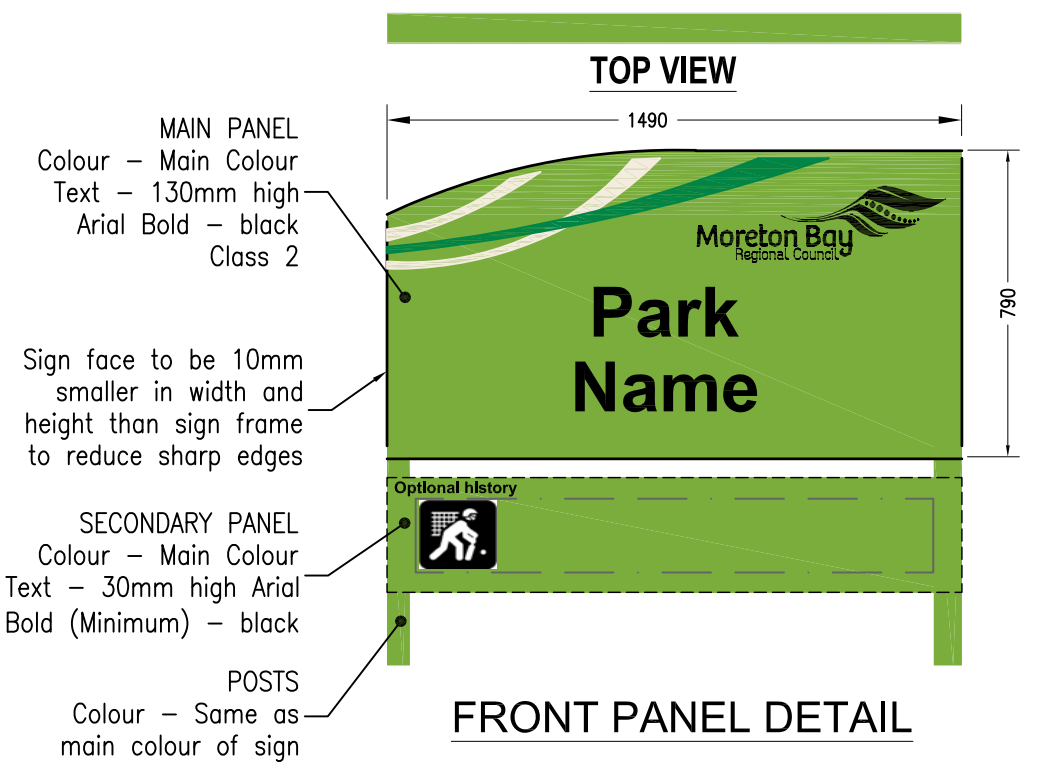 TOP VIEW
1490
MAIN PANEL
Colour – Main Colour
Text – 130mm high
Arial Bold – black
Class 2
Moreton Bay
Regional Council
Park
Name
790
Sign face to be 10mm
smaller in width and
height than sign frame
to reduce sharp edges
Optional history
SECONDARY PANEL
Colour – Main Colour
Text – 30mm high Arial
Bold (Minimum) – black
POSTS
Colour – Same as
main colour of sign
FRONT PANEL DETAIL